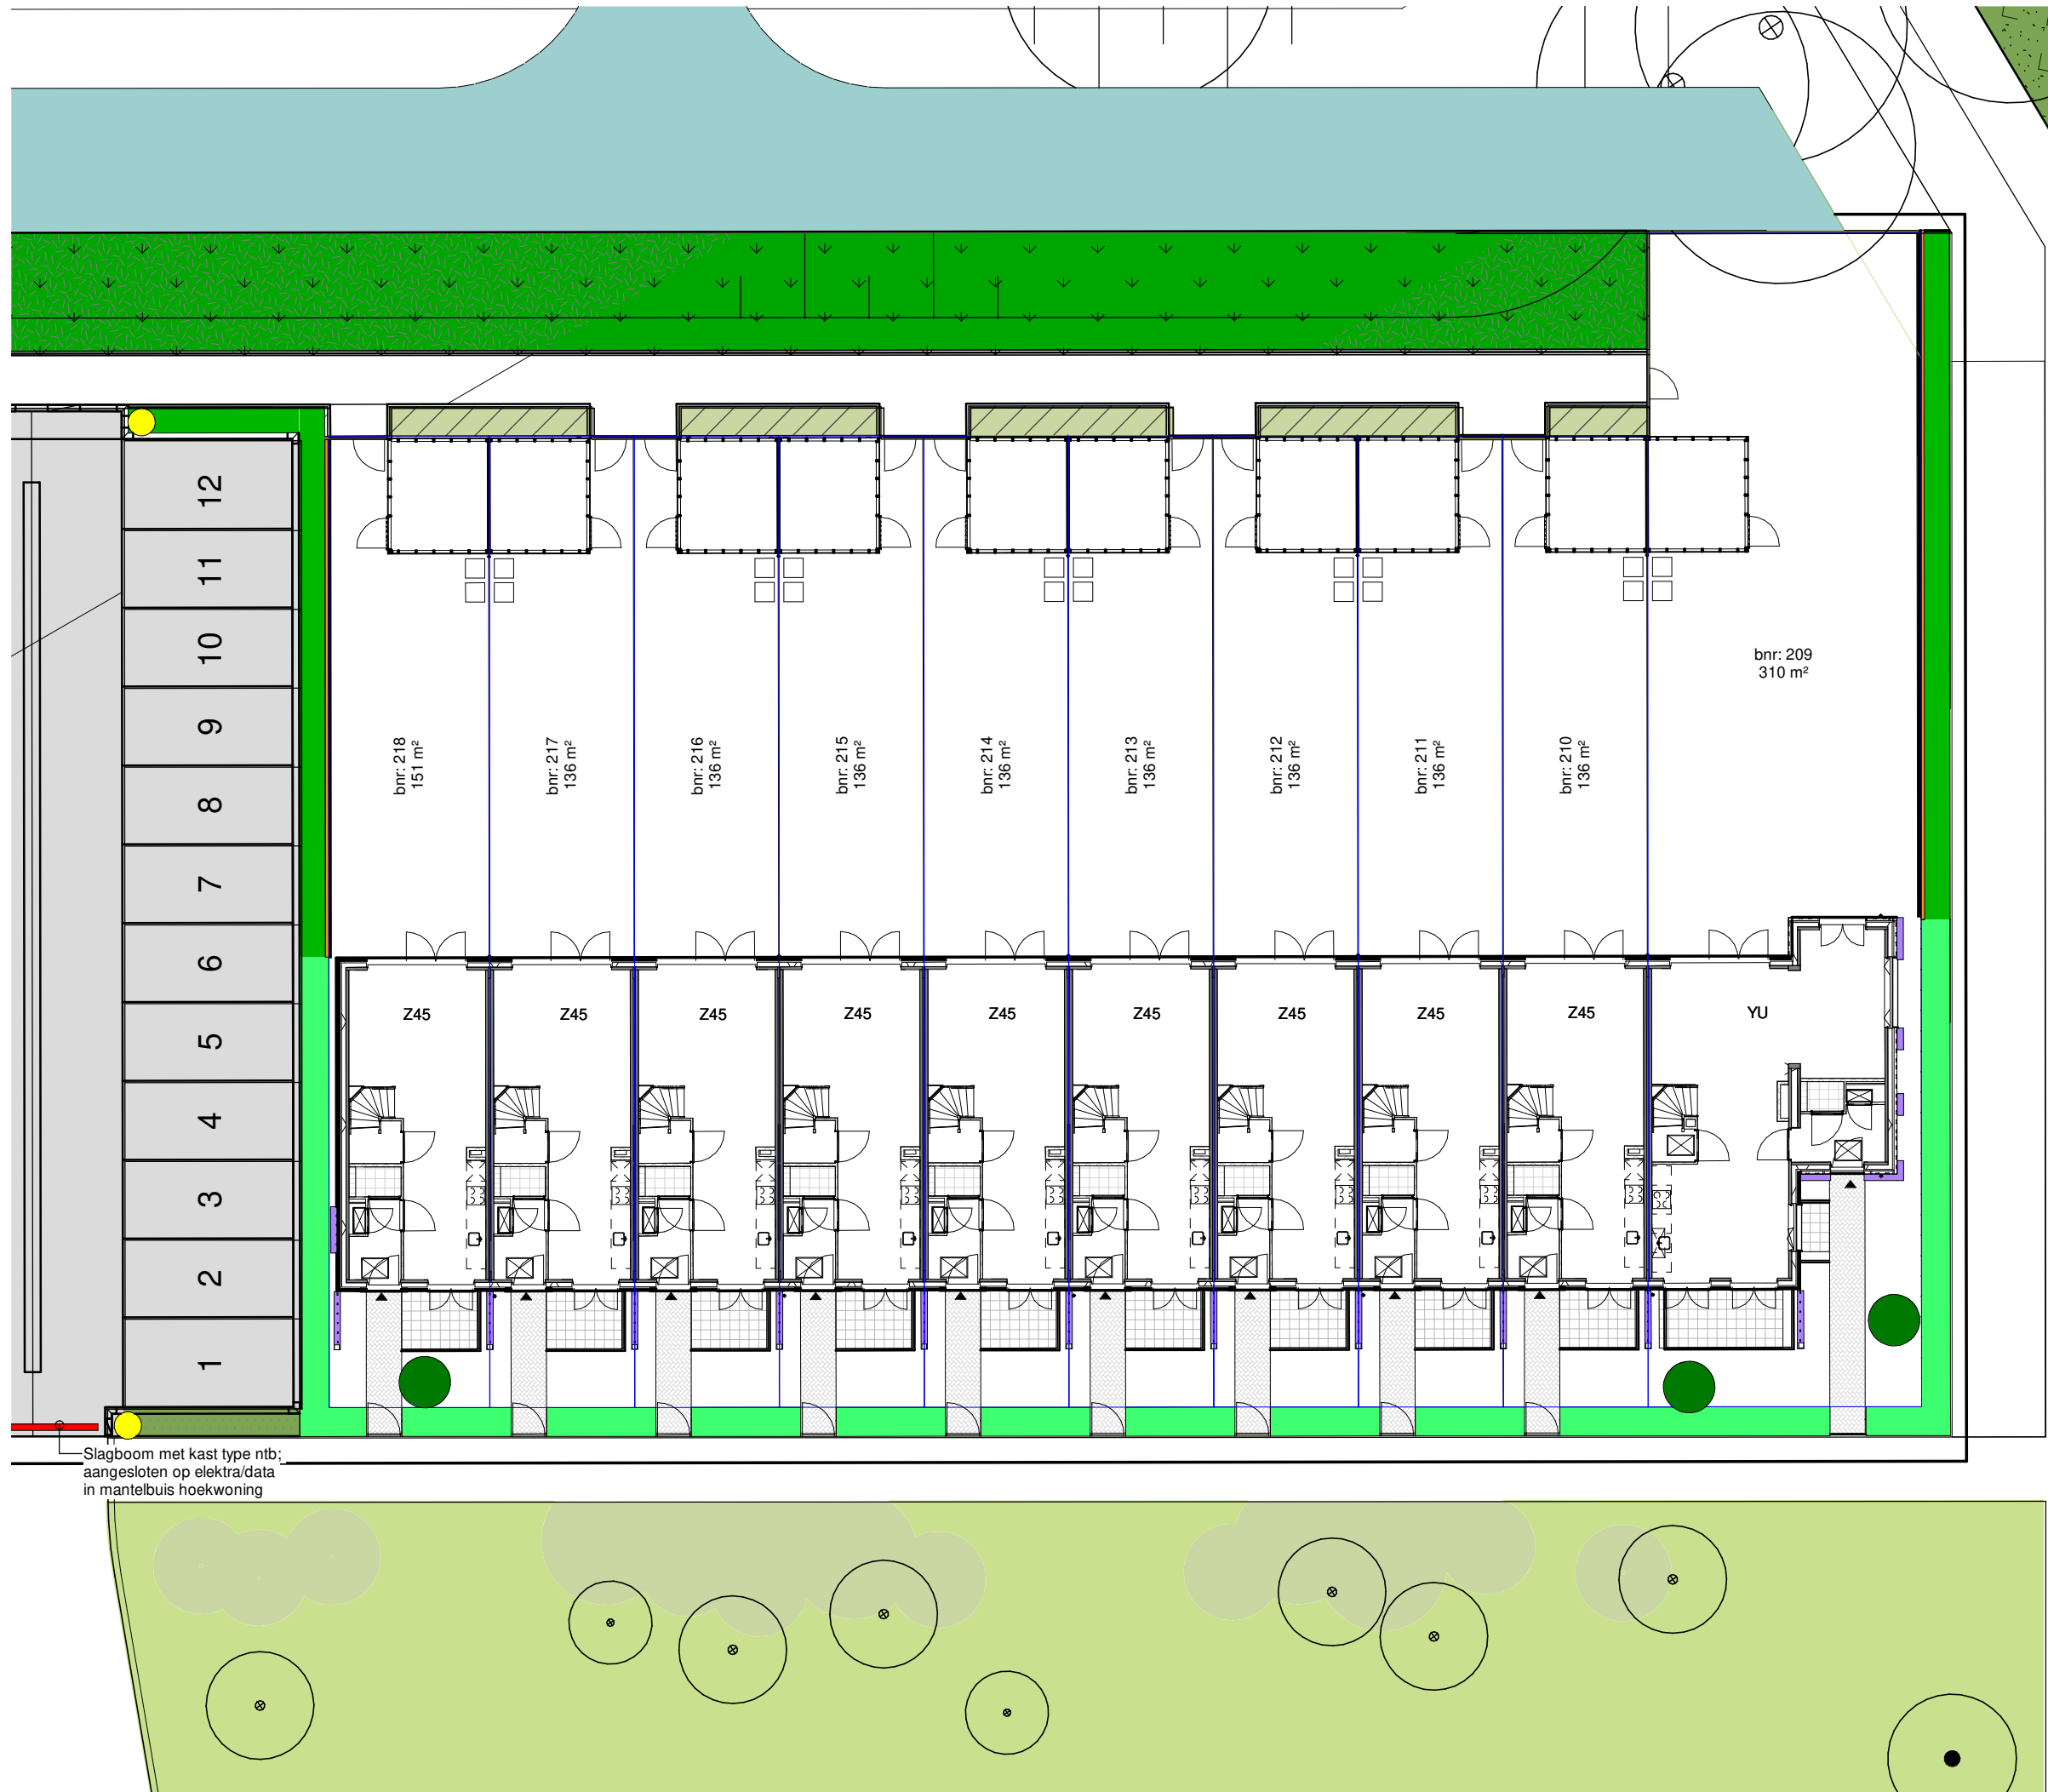 12
11
10
9
8
7
6
5
4
3
2
1
bnr: 209
310 m²
bnr: 218
151 m²
bnr: 217
136 m²
bnr: 216
136 m²
bnr: 215
136 m²
bnr: 214
136 m²
bnr: 213
136 m²
bnr: 212
136 m²
bnr: 211
136 m²
bnr: 210
136 m²
Z45
Z45
Z45
Z45
Z45
Z45
Z45
Z45
Z45
YU
Slagboom met kast type ntb;
aangesloten op elektra/data
in mantelbuis hoekwoning